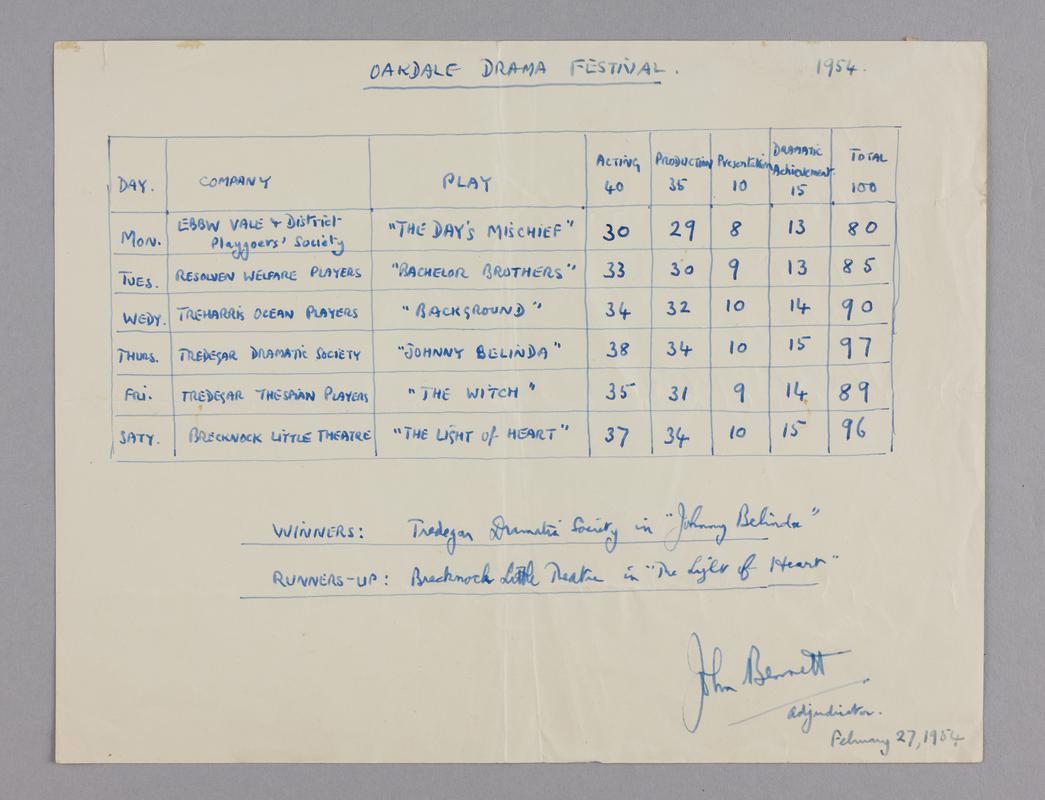 OAKDALE DRAMA FESTIVAL. 1954.
DAY. COMPANY PLAY ACTING 40 PRODUCTION 35 Presentation 10 DRAMATIC Achievement 15 TOTAL 100
MON. EBBW VALE & DISTRICT Playgoers' Society "THE DAY'S MISCHIEF" 30 29 8 13 80
TUES. RESOLVEN WELFARE PLAYERS "BACHELOR BROTHERS" 33 30 9 13 85
WEDY. TREHARRIS OCEAN PLAYERS "BACKGROUND" 34 32 10 14 90
THURS. TREDEGAR DRAMATIC SOCIETY "JOHNNY BELINDA" 38 34 10 15 97
FRI. TREDEGAR THESPIAN PLAYERS "THE WITCH" 35 31 9 14 89
SATY. BRECKNOCK LITTLE THEATRE "THE LIGHT of HEART" 37 34 10 15 96
WINNERS: Tredegar Dramatic Society in "Johnny Belinda"
RUNNERS-UP: Brecknock Little Theatre in "The Light of Heart"
John Bennett
adjudicator.
February 27, 1954